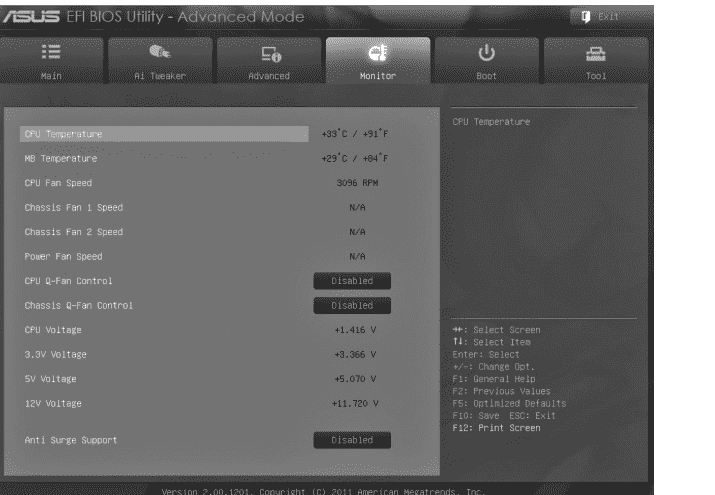 ASUS EFI BIOS Utility - Advanced Mode
Exit
Main
Ai Tweaker
Advanced
Monitor
Boot
Tool
CPU Temperature +33°C / +91°F
MB Temperature +29°C / +84°F
CPU Fan Speed 3096 RPM
Chassis Fan 1 Speed N/A
Chassis Fan 2 Speed N/A
Power Fan Speed N/A
CPU Q-Fan Control Disabled
Chassis Q-Fan Control Disabled
CPU Voltage +1.416 V
3.3V Voltage +3.366 V
5V Voltage +5.070 V
12V Voltage +11.720 V
Anti Surge Support Disabled
CPU Temperature
→←: Select Screen
↑↓: Select Item
Enter: Select
+/-: Change Opt.
F1: General Help
F2: Previous Values
F5: Optimized Defaults
F10: Save ESC: Exit
F12: Print Screen
Version 2.00.1201. Copyright (C) 2011 American Megatrends, Inc.